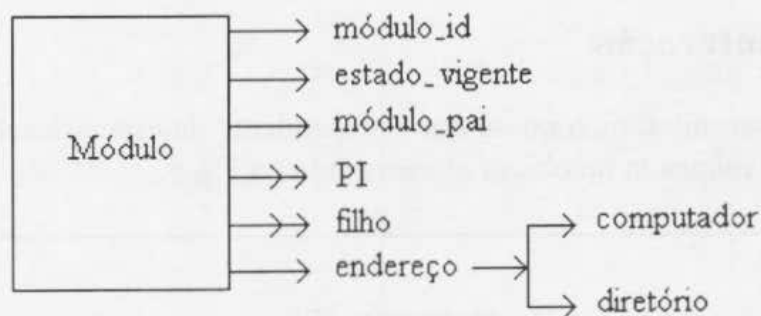 módulo_id
estado_vigente
módulo_pai
Módulo
PI
filho
computador
endereço
diretório